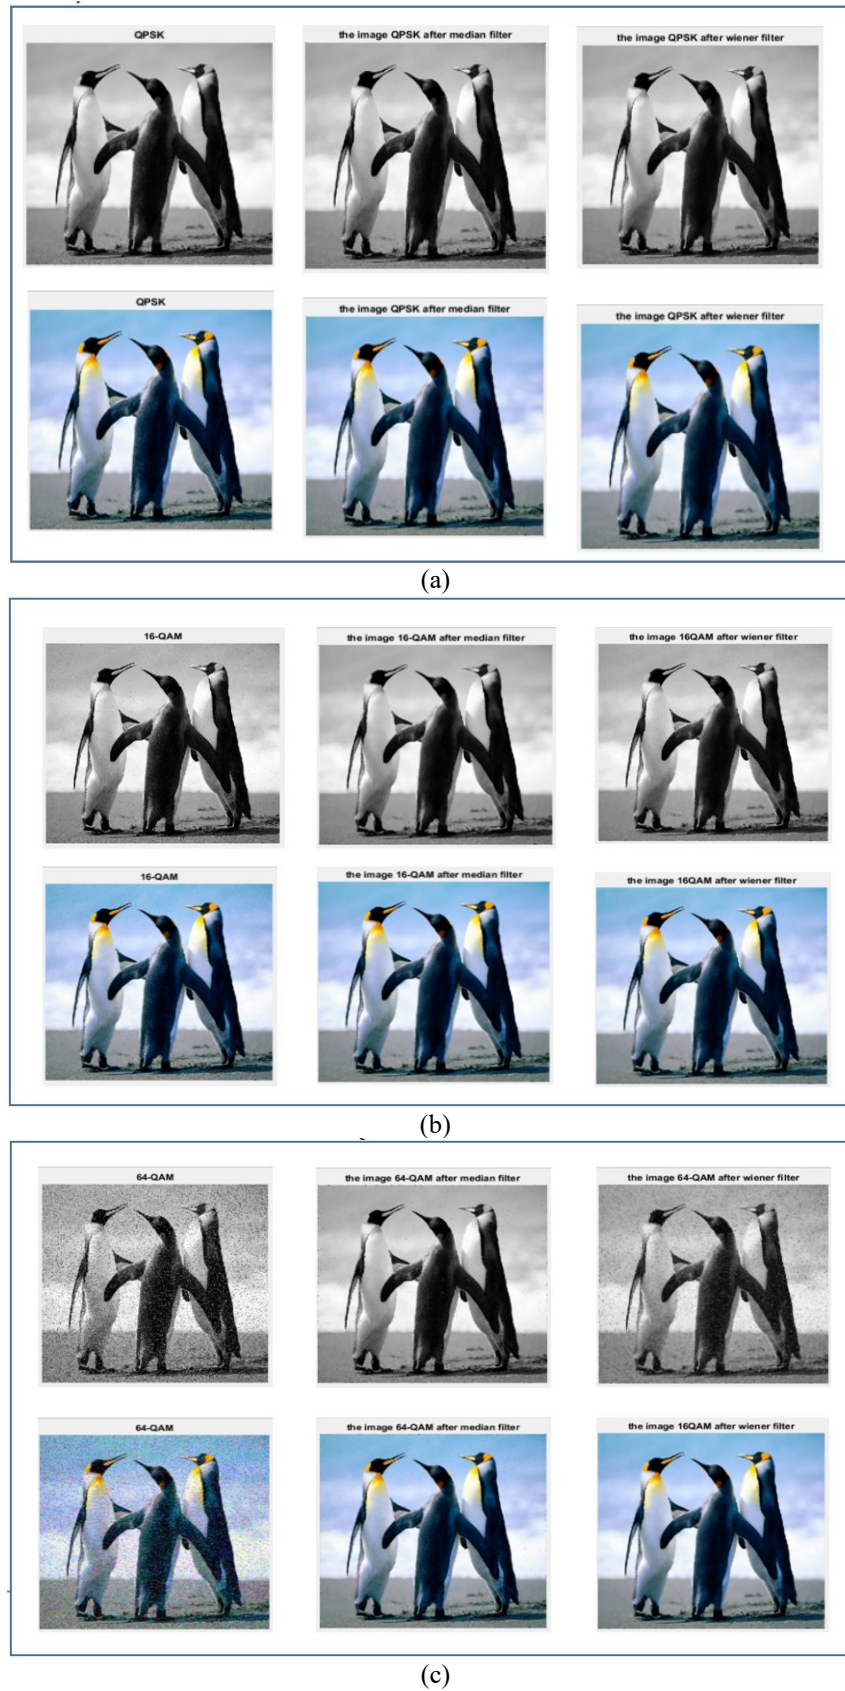 QPSK
the image QPSK after median filter
the image QPSK after wiener filter
QPSK
the image QPSK after median filter
the image QPSK after wiener filter
(a)
16-QAM
the image 16-QAM after median filter
the image 16QAM after wiener filter
16-QAM
the image 16-QAM after median filter
the image 16QAM after wiener filter
(b)
64-QAM
the image 64-QAM after median filter
the image 64-QAM after wiener filter
64-QAM
the image 64-QAM after median filter
the image 16QAM after wiener filter
(c)